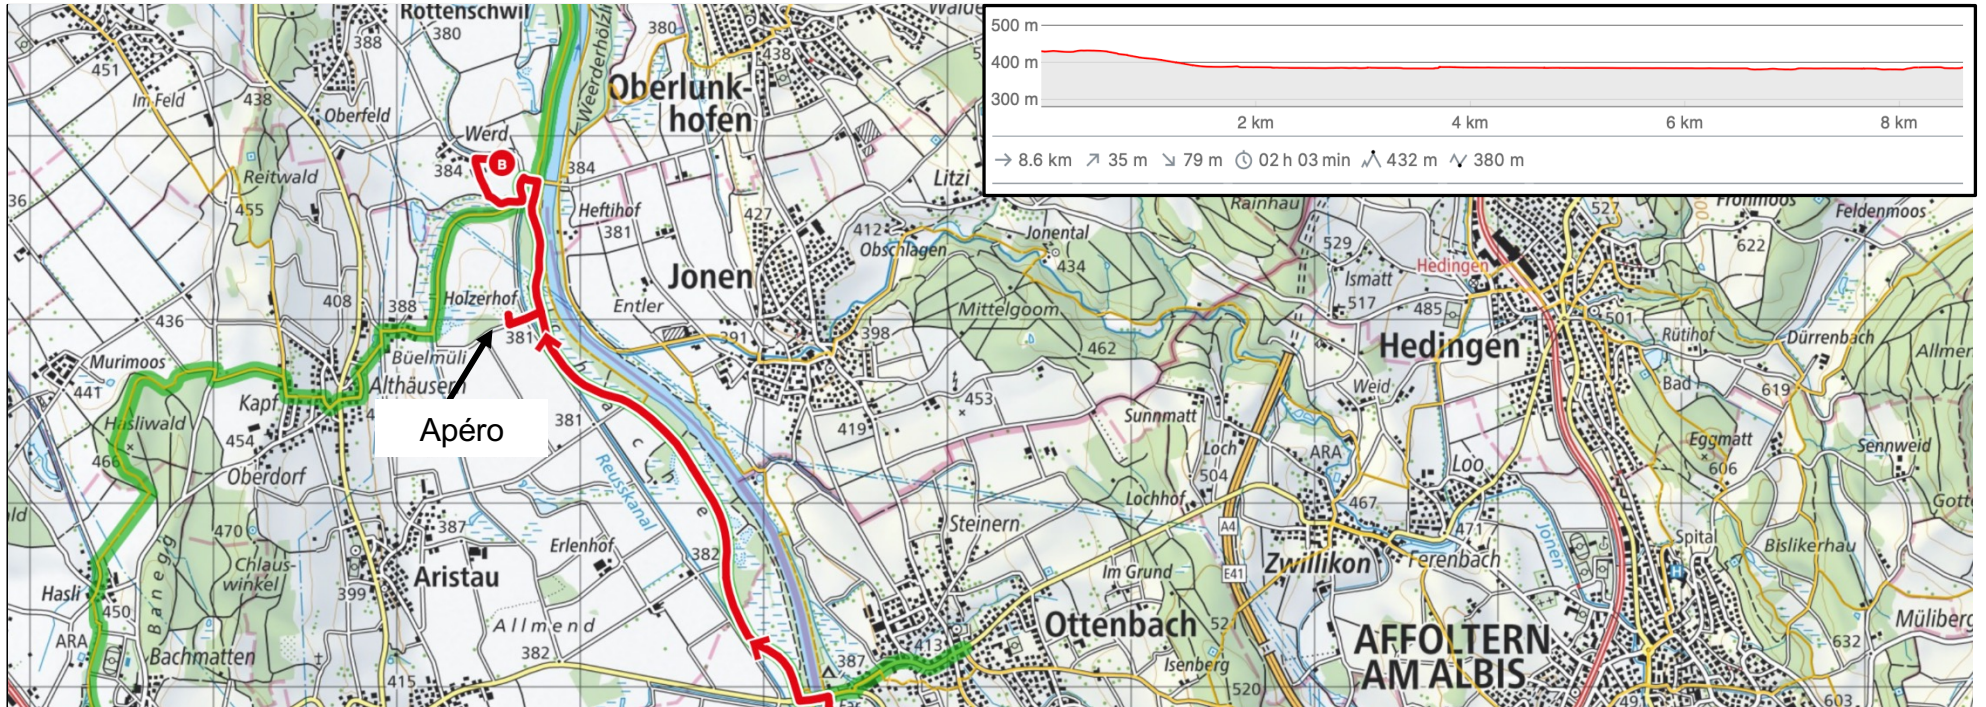 Rottenschwil
380
388
451
Im Feld
438
Oberfeld
Werd
384
B
Reitwald
455
36
Weerderhölzli
380
438
Oberlunk-
hofen
384
Heftihof
381
Litzi
427
412
Obschlagen
Jonental
434
Jonen
Entler
Mittelgoom
398
391
462
453
419
408
388
Holzerhof
381
436
Murimoos
441
Büelmüli
Althäusern
Kapf
Hasliwald
454
466
Oberdorf
Apéro
381
Reusskanal
Schachen
470
387
Chlaus-
winkell
Erlenhof
382
Aristau
399
Hasli
450
Banegg
ARA
Bachmatten
Allmend
382
415
387
413
Steinern
Ottenbach
Im Grund
Isenberg
521
520
Sunnmatt
Loch
504
Lochhof
A4
E41
ARA
467
Zwillikon
Ferenbach
471
Loo
Weid
Jonen
AFFOLTERN
AM ALBIS
Spital
H
Bislikerhau
632
603
Müliberg
Rainhau
529
Ismatt
517
485
Hedingen
Hedingen
501
Rütihof
Bad
619
Dürrenbach
Eggmatt
606
Sennweid
Frohmoos
622
Feldenmoos
500 m
400 m
300 m
2 km
4 km
6 km
8 km
8.6 km 35 m 79 m 02 h 03 min 432 m 380 m